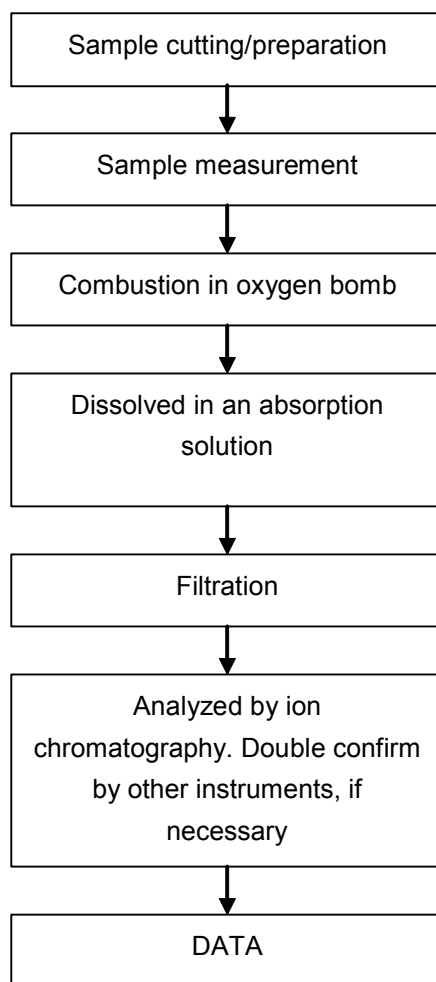 Sample cutting/preparation
Sample measurement
Combustion in oxygen bomb
Dissolved in an absorption
solution
Filtration
Analyzed by ion
chromatography. Double confirm
by other instruments, if
necessary
DATA